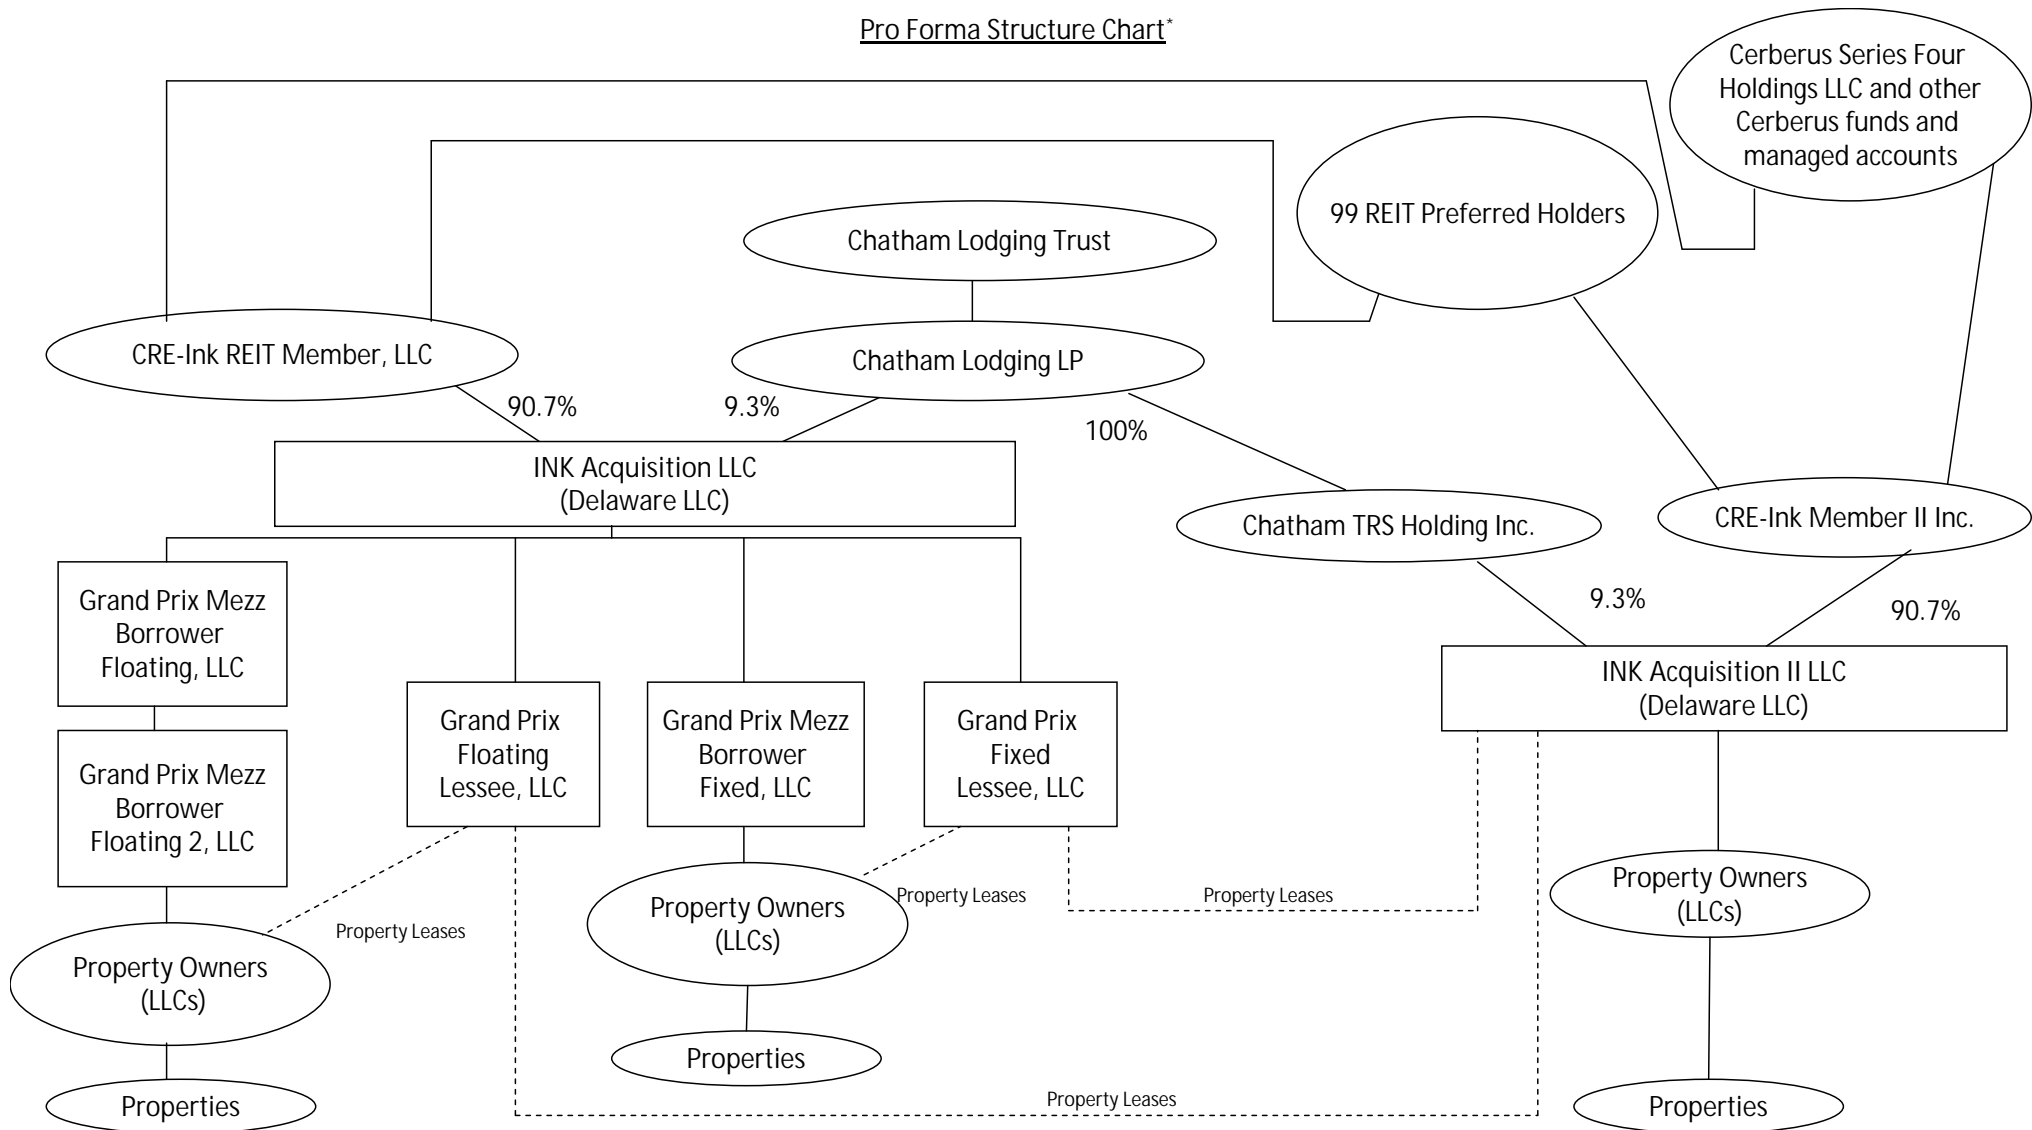 Pro Forma Structure Chart*
Cerberus Series Four
Holdings LLC and other
Cerberus funds and
managed accounts
99 REIT Preferred Holders
Chatham Lodging Trust
CRE-Ink REIT Member, LLC
Chatham Lodging LP
90.7%
9.3%
100%
INK Acquisition LLC
(Delaware LLC)
Chatham TRS Holding Inc.
CRE-Ink Member II Inc.
9.3%
90.7%
Grand Prix Mezz
Borrower
Floating, LLC
INK Acquisition II LLC
(Delaware LLC)
Grand Prix
Floating
Lessee, LLC
Grand Prix Mezz
Borrower
Fixed, LLC
Grand Prix
Fixed
Lessee, LLC
Grand Prix Mezz
Borrower
Floating 2, LLC
Property Owners
(LLCs)
Property Leases
Property Leases
Property Owners
(LLCs)
Property Leases
Property Owners
(LLCs)
Properties
Properties
Property Leases
Properties